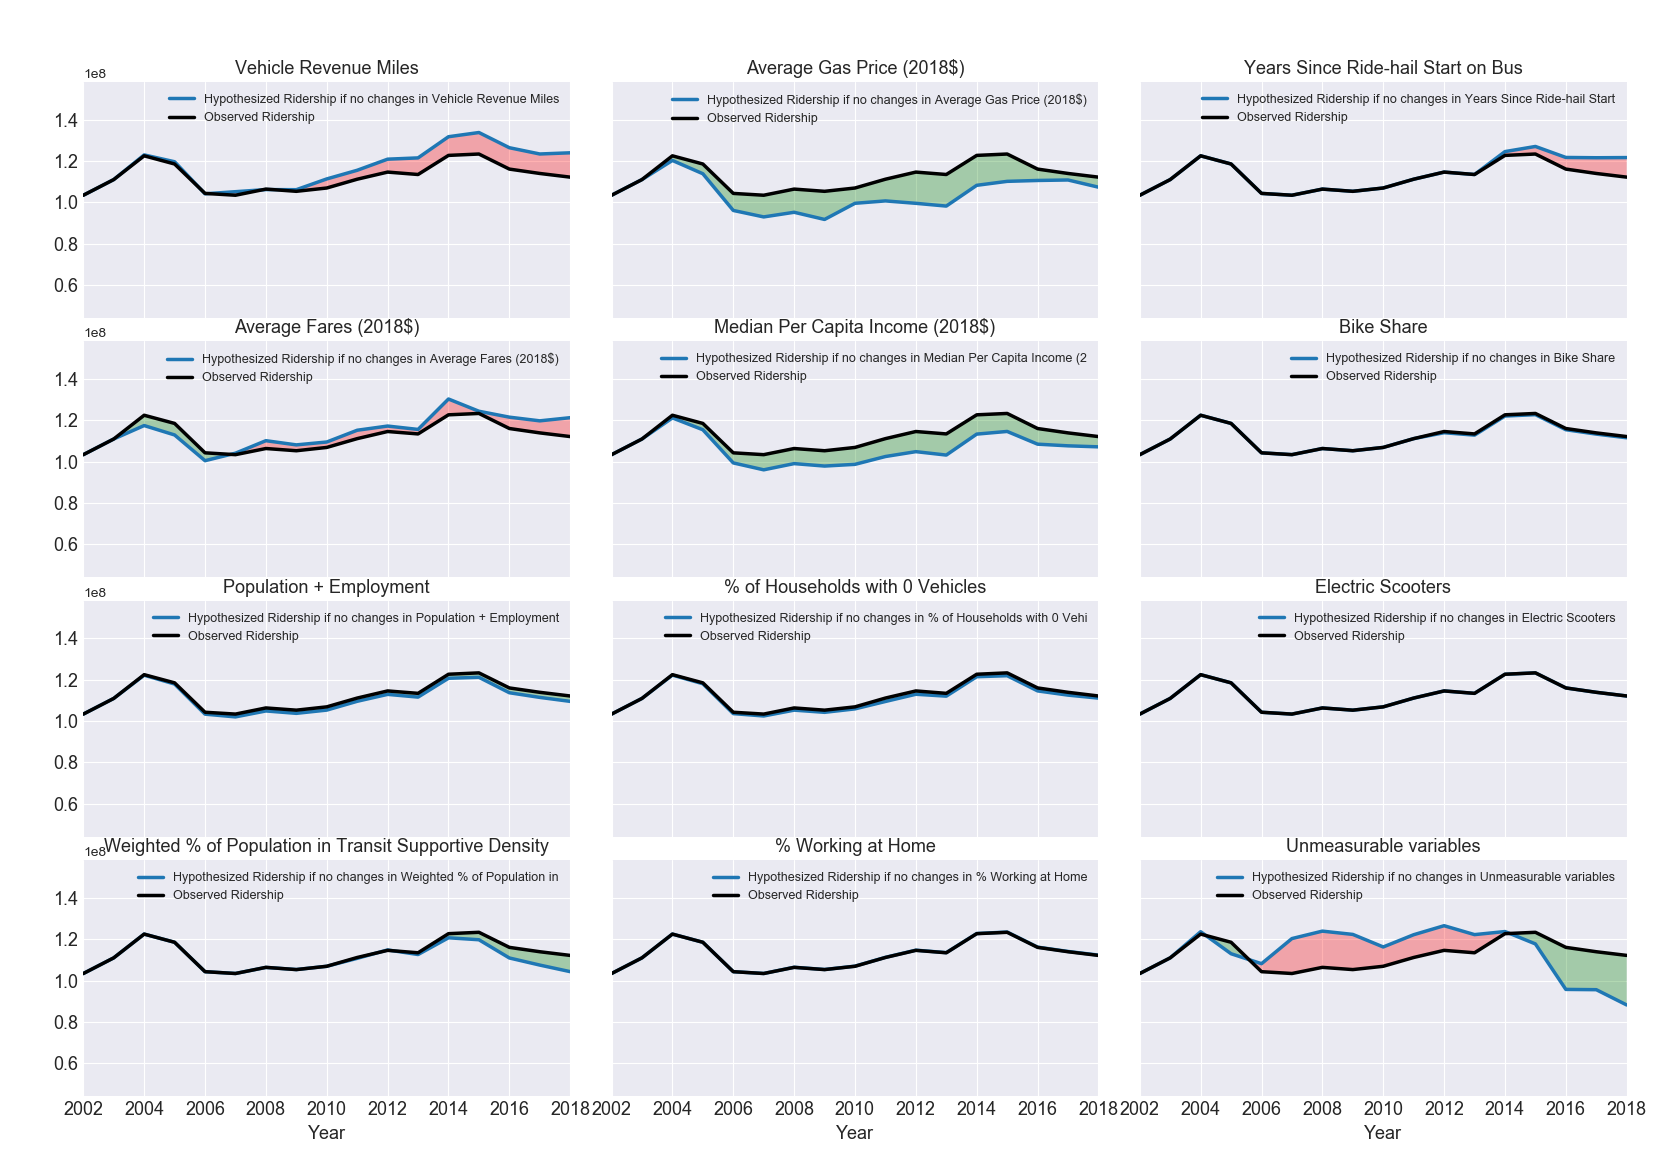 Vehicle Revenue Miles
1e8
Hypothesized Ridership if no changes in Vehicle Revenue Miles
Observed Ridership
1.4
1.2
1.0
0.8
0.6
Average Gas Price (2018$)
Hypothesized Ridership if no changes in Average Gas Price (2018$)
Observed Ridership
Years Since Ride-hail Start on Bus
Hypothesized Ridership if no changes in Years Since Ride-hail Start
Observed Ridership
Average Fares (2018$)
1e8
Hypothesized Ridership if no changes in Average Fares (2018$)
Observed Ridership
1.4
1.2
1.0
0.8
0.6
Median Per Capita Income (2018$)
Hypothesized Ridership if no changes in Median Per Capita Income (2
Observed Ridership
Bike Share
Hypothesized Ridership if no changes in Bike Share
Observed Ridership
Population + Employment
1e8
Hypothesized Ridership if no changes in Population + Employment
Observed Ridership
1.4
1.2
1.0
0.8
0.6
% of Households with 0 Vehicles
Hypothesized Ridership if no changes in % of Households with 0 Vehi
Observed Ridership
Electric Scooters
Hypothesized Ridership if no changes in Electric Scooters
Observed Ridership
Weighted % of Population in Transit Supportive Density
1e8
Hypothesized Ridership if no changes in Weighted % of Population in
Observed Ridership
1.4
1.2
1.0
0.8
0.6
2002 2004 2006 2008 2010 2012 2014 2016 2018
Year
% Working at Home
Hypothesized Ridership if no changes in % Working at Home
Observed Ridership
2002 2004 2006 2008 2010 2012 2014 2016 2018
Year
Unmeasurable variables
Hypothesized Ridership if no changes in Unmeasurable variables
Observed Ridership
2002 2004 2006 2008 2010 2012 2014 2016 2018
Year